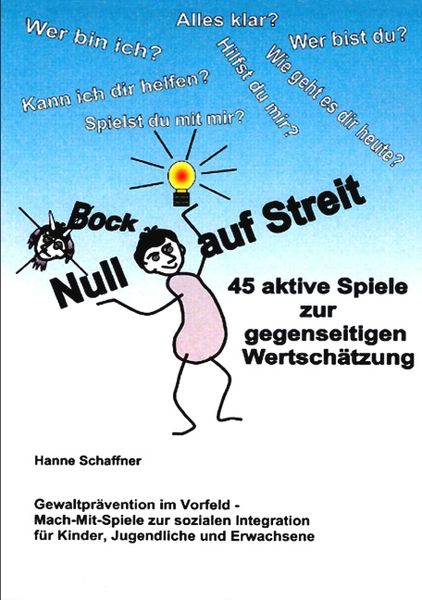 Alles klar?
Wer bin ich?
Wer bist du?
Hilfst du mir?
Wie geht es dir heute?
Kann ich dir helfen?
Spielst du mit mir?
Null Bock auf Streit
45 aktive Spiele
zur
gegenseitigen
Wertschätzung
Hanne Schaffner
Gewaltprävention im Vorfeld -
Mach-Mit-Spiele zur sozialen Integration
für Kinder, Jugendliche und Erwachsene